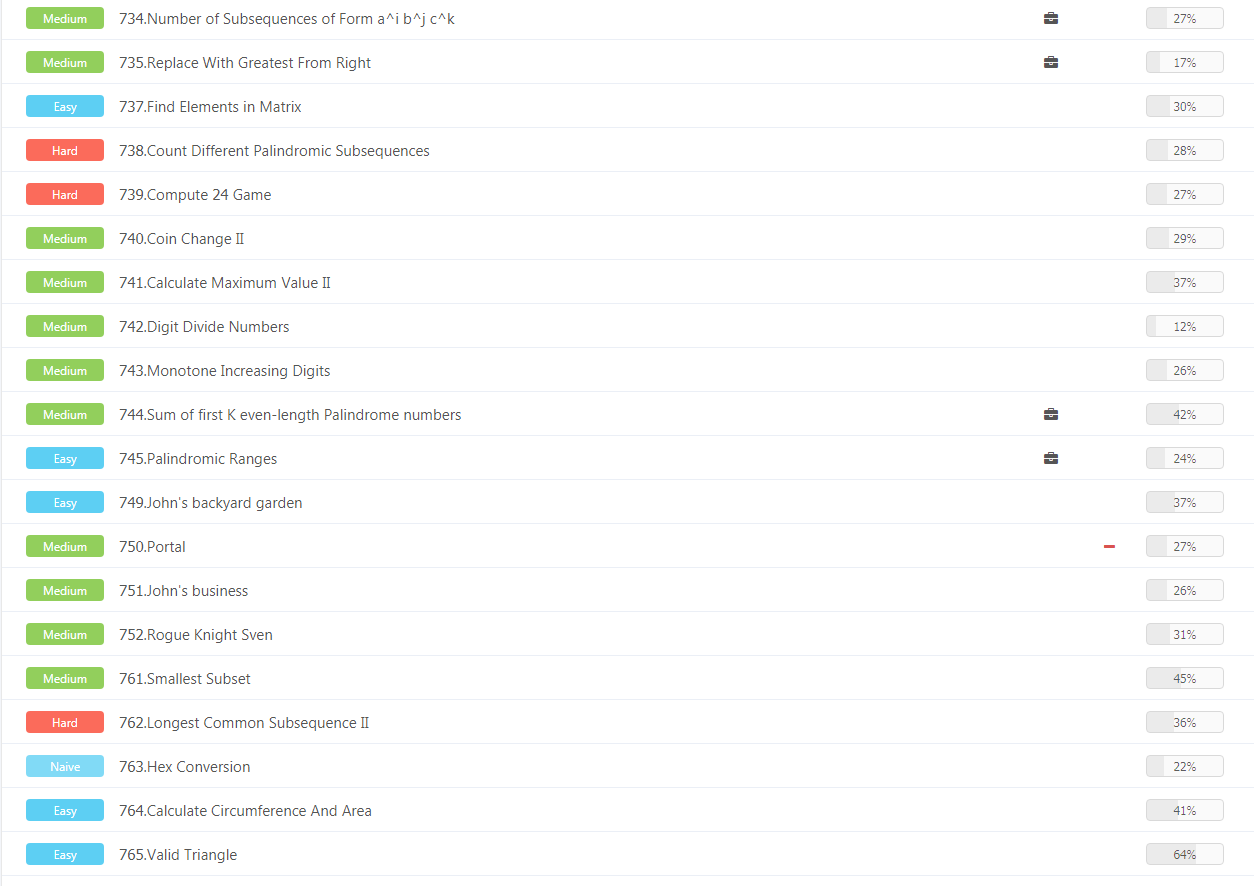 Medium 734.Number of Subsequences of Form a^i b^j c^k 27%
Medium 735.Replace With Greatest From Right 17%
Easy 737.Find Elements in Matrix 30%
Hard 738.Count Different Palindromic Subsequences 28%
Hard 739.Compute 24 Game 27%
Medium 740.Coin Change II 29%
Medium 741.Calculate Maximum Value II 37%
Medium 742.Digit Divide Numbers 12%
Medium 743.Monotone Increasing Digits 26%
Medium 744.Sum of first K even-length Palindrome numbers 42%
Easy 745.Palindromic Ranges 24%
Easy 749.John's backyard garden 37%
Medium 750.Portal 27%
Medium 751.John's business 26%
Medium 752.Rogue Knight Sven 31%
Medium 761.Smallest Subset 45%
Hard 762.Longest Common Subsequence II 36%
Naive 763.Hex Conversion 22%
Easy 764.Calculate Circumference And Area 41%
Easy 765.Valid Triangle 64%